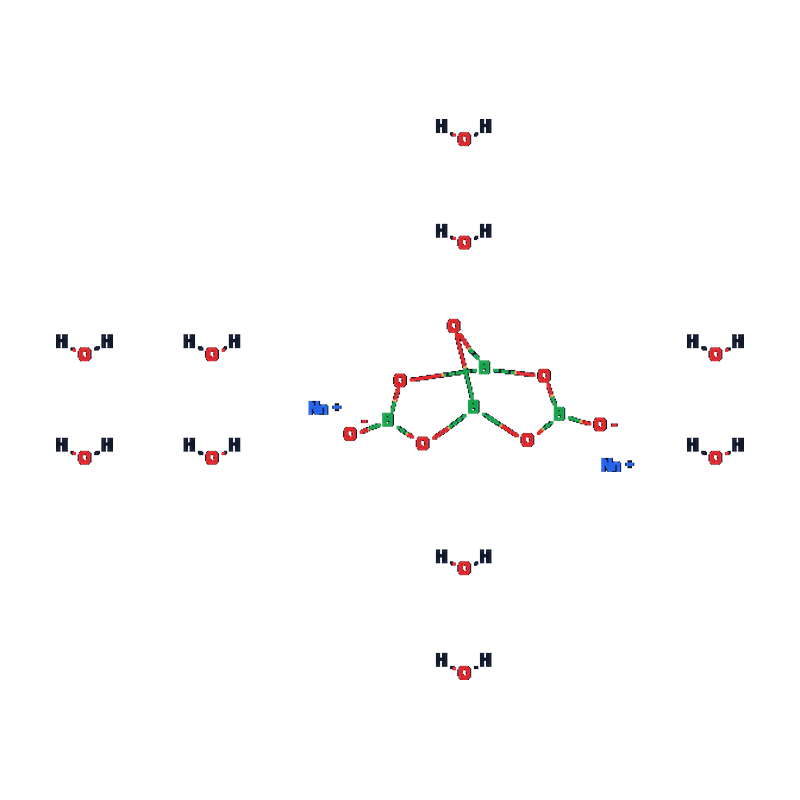 H O H
H O H
O
H O H H O H H O H
B
O O
Na + B
- B B O -
O O O
H O H H O H H O H
Na +
H O H
H O H